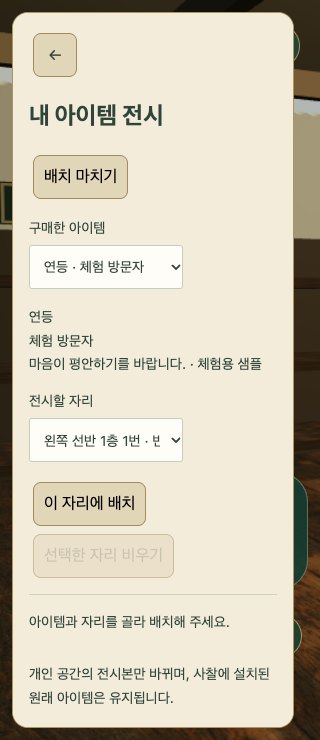 ←
내 아이템 전시
배치 마치기
구매한 아이템
연등 · 체험 방문자
연등
체험 방문자
마음이 평안하기를 바랍니다. · 체험용 샘플
전시할 자리
왼쪽 선반 1층 1번 ·
이 자리에 배치
선택한 자리 비우기
아이템과 자리를 골라 배치해 주세요.
개인 공간의 전시본만 바뀌며, 사찰에 설치된
원래 아이템은 유지됩니다.